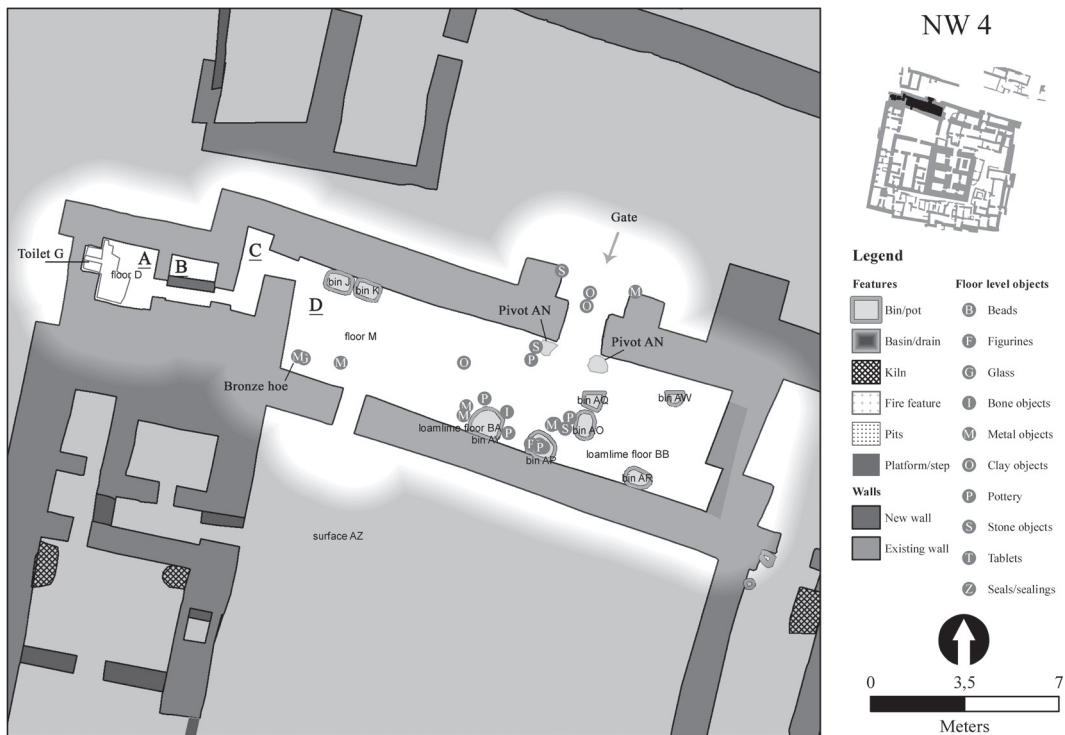 NW 4
Gate
Toilet G
floor D
A
B
C
D
bin J
bin K
floor M
Pivot AN
Pivot AN
Bronze hoe
S
O
O
M
S
P
M
M
O
P
M
M
I
P
M
S
P
P
bin AQ
bin AW
bin AO
loamlime floor BA
bin AY
bin AP
loamlime floor BB
bin AR
surface AZ
Legend
Features
Bin/pot
Basin/drain
Kiln
Fire feature
Pits
Platform/step
Walls
New wall
Existing wall
Floor level objects
B Beads
F Figurines
G Glass
I Bone objects
M Metal objects
O Clay objects
P Pottery
S Stone objects
T Tablets
Z Seals/sealings
0 3,5 7
Meters